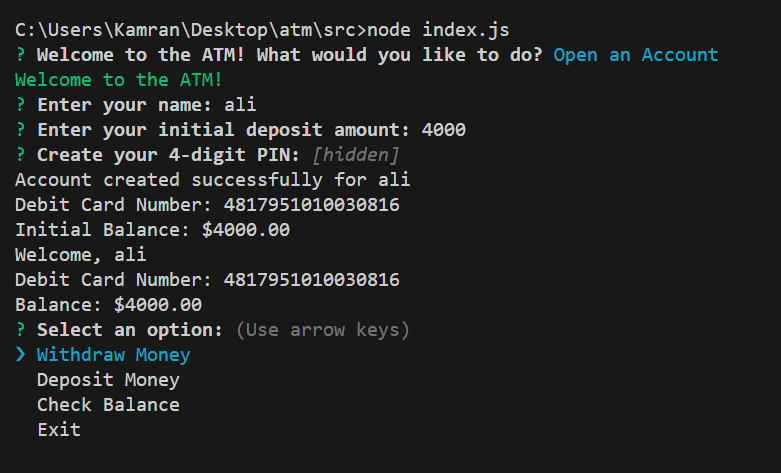 C:\Users\Kamran\Desktop\atm\src>node index.js
? Welcome to the ATM! What would you like to do? Open an Account
Welcome to the ATM!
? Enter your name: ali
? Enter your initial deposit amount: 4000
? Create your 4-digit PIN: [hidden]
Account created successfully for ali
Debit Card Number: 4817951010030816
Initial Balance: $4000.00
Welcome, ali
Debit Card Number: 4817951010030816
Balance: $4000.00
? Select an option: (Use arrow keys)
❯ Withdraw Money
Deposit Money
Check Balance
Exit